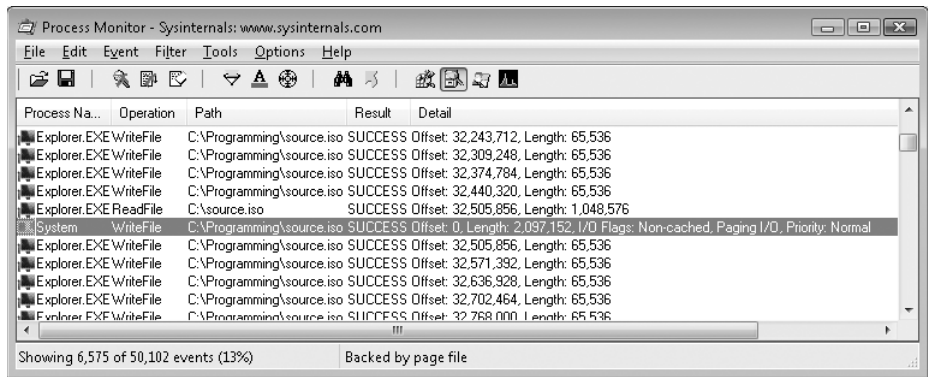 Process Monitor - Sysinternals: www.sysinternals.com
File Edit Event Filter Tools Options Help
Process Na... Operation Path Result Detail
Explorer.EXE WriteFile C:\Programming\source.iso SUCCESS Offset: 32,243,712, Length: 65,536
Explorer.EXE WriteFile C:\Programming\source.iso SUCCESS Offset: 32,309,248, Length: 65,536
Explorer.EXE WriteFile C:\Programming\source.iso SUCCESS Offset: 32,374,784, Length: 65,536
Explorer.EXE WriteFile C:\Programming\source.iso SUCCESS Offset: 32,440,320, Length: 65,536
Explorer.EXE ReadFile C:\source.iso SUCCESS Offset: 32,505,856, Length: 1,048,576
System WriteFile C:\Programming\source.iso SUCCESS Offset: 0, Length: 2,097,152, I/O Flags: Non-cached, Paging I/O, Priority: Normal
Explorer.EXE WriteFile C:\Programming\source.iso SUCCESS Offset: 32,505,856, Length: 65,536
Explorer.EXE WriteFile C:\Programming\source.iso SUCCESS Offset: 32,571,392, Length: 65,536
Explorer.EXE WriteFile C:\Programming\source.iso SUCCESS Offset: 32,636,928, Length: 65,536
Explorer.EXE WriteFile C:\Programming\source.iso SUCCESS Offset: 32,702,464, Length: 65,536
Explorer.EXE WriteFile C:\Programming\source.iso SUCCESS Offset: 32,768,000, Length: 65,536
Showing 6,575 of 50,102 events (13%) Backed by page file